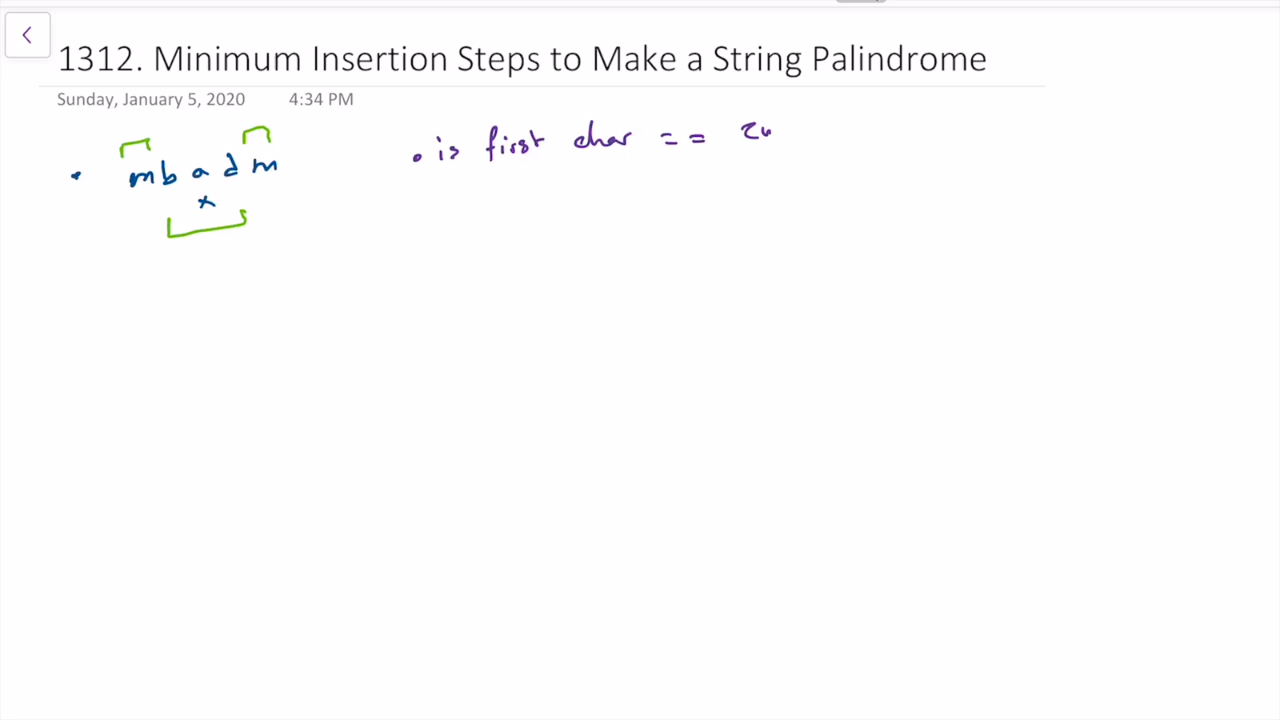 1312. Minimum Insertion Steps to Make a String Palindrome
Sunday, January 5, 2020 4:34 PM
• is first char ==
• mbadm
x